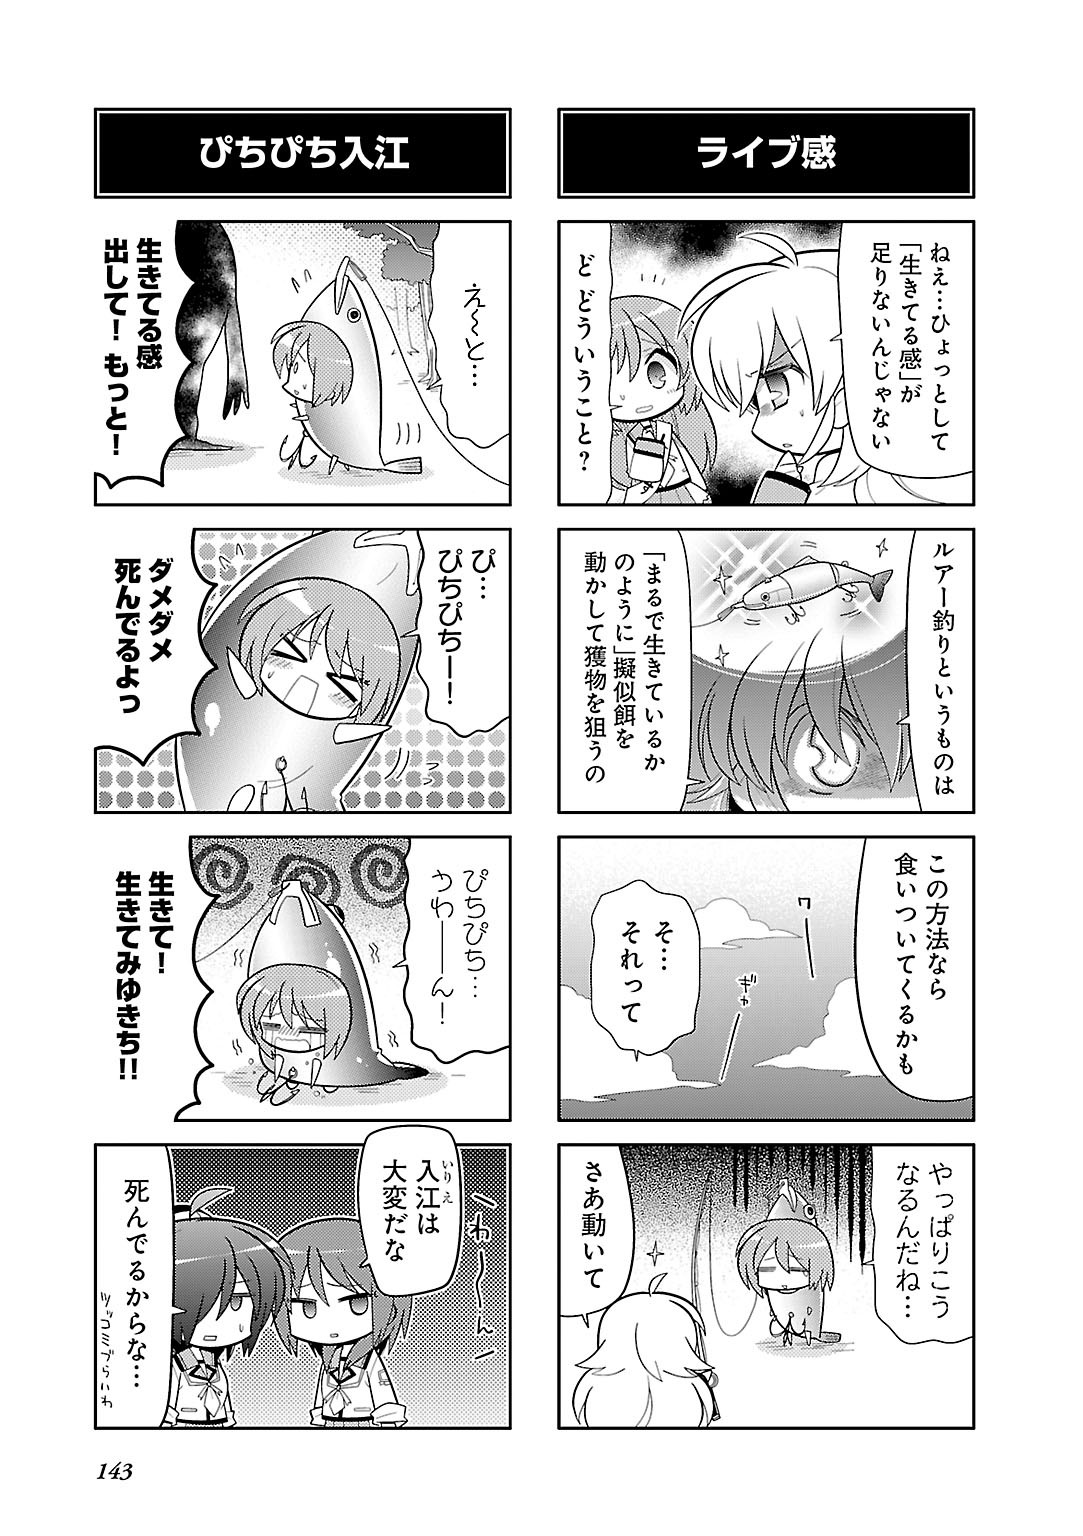 ライブ感
ねえ…ひょっとして
「生きてる感」が
足りないんじゃない
ど どういうこと?
ルアー釣りというものは
「まるで生きているか
のように」擬似餌を
動かして獲物を狙うの
この方法なら
食いついてくるかも
ワー
ギャー
そ…
それって
やっぱりこう
なるんだね…
さあ動いて
ぴちぴち入江
え〜と…
生きてる感
出して! もっと!
ぴ…
ぴちぴちー!
ダメダメ
死んでるよっ
ぴちぴち…
うわーーん!
生きて!
生きてみゆきち!!
わーーん
入江は
いりえ
大変だな
死んでるからな…
ツッコミづらいわ
143